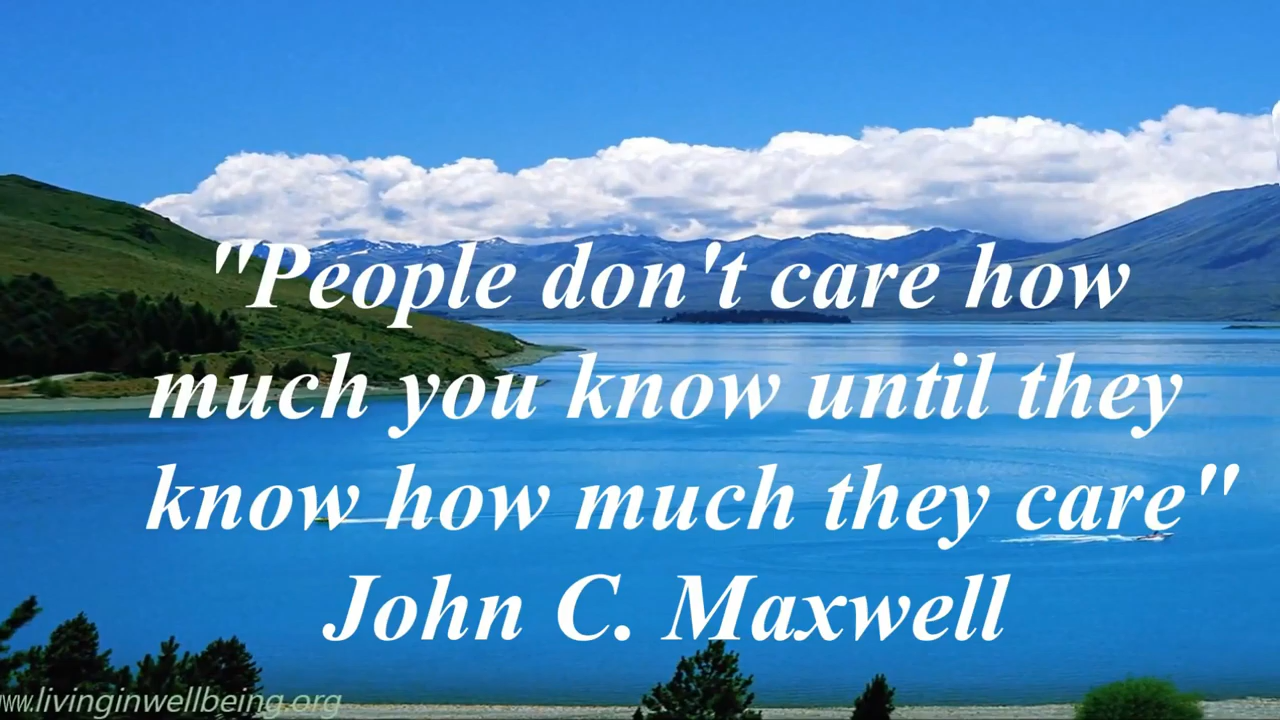 "People don't care how
much you know until they
know how much they care"
John C. Maxwell
www.livinginwellbeing.org